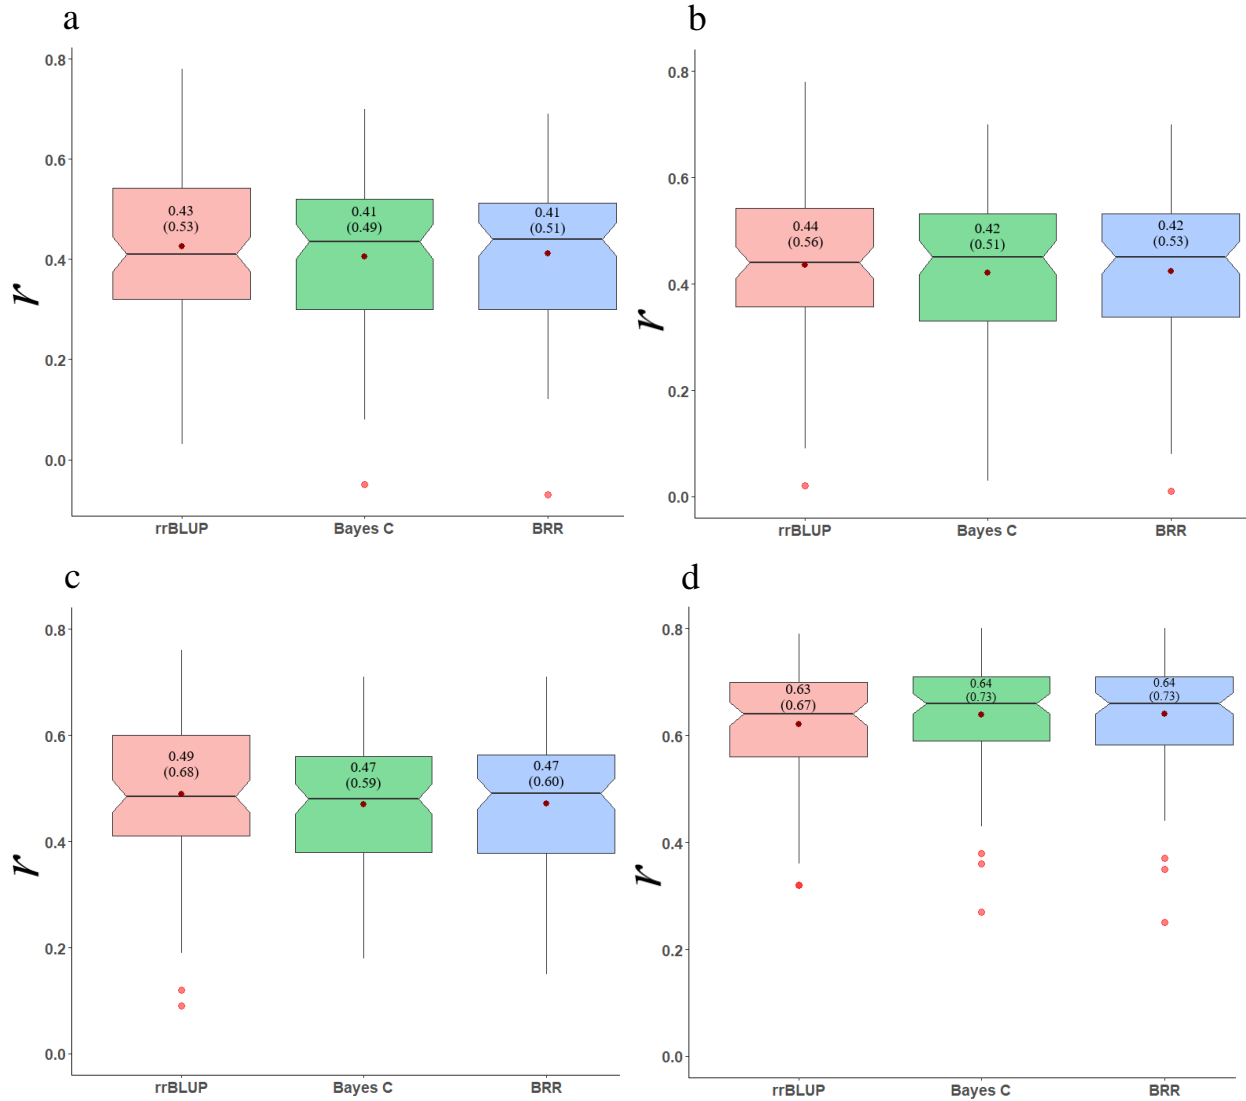 a
0.8
0.6
0.4
0.2
0.0
r
0.43
(0.53)
0.41
(0.49)
0.41
(0.51)
rrBLUP
Bayes C
BRR
b
0.8
0.6
0.4
0.2
0.0
r
0.44
(0.56)
0.42
(0.51)
0.42
(0.53)
rrBLUP
Bayes C
BRR
c
0.8
0.6
0.4
0.2
0.0
r
0.49
(0.68)
0.47
(0.59)
0.47
(0.60)
rrBLUP
Bayes C
BRR
d
0.8
0.6
0.4
0.2
0.0
r
0.63
(0.67)
0.64
(0.73)
0.64
(0.73)
rrBLUP
Bayes C
BRR